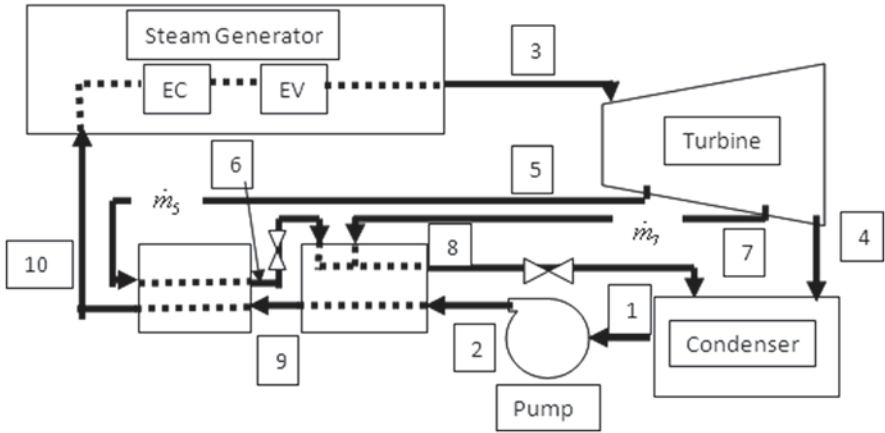 Steam Generator
3
EC
EV
Turbine
6
5
ṁ₅
ṁ₇
4
7
10
8
1
2
Condenser
9
Pump